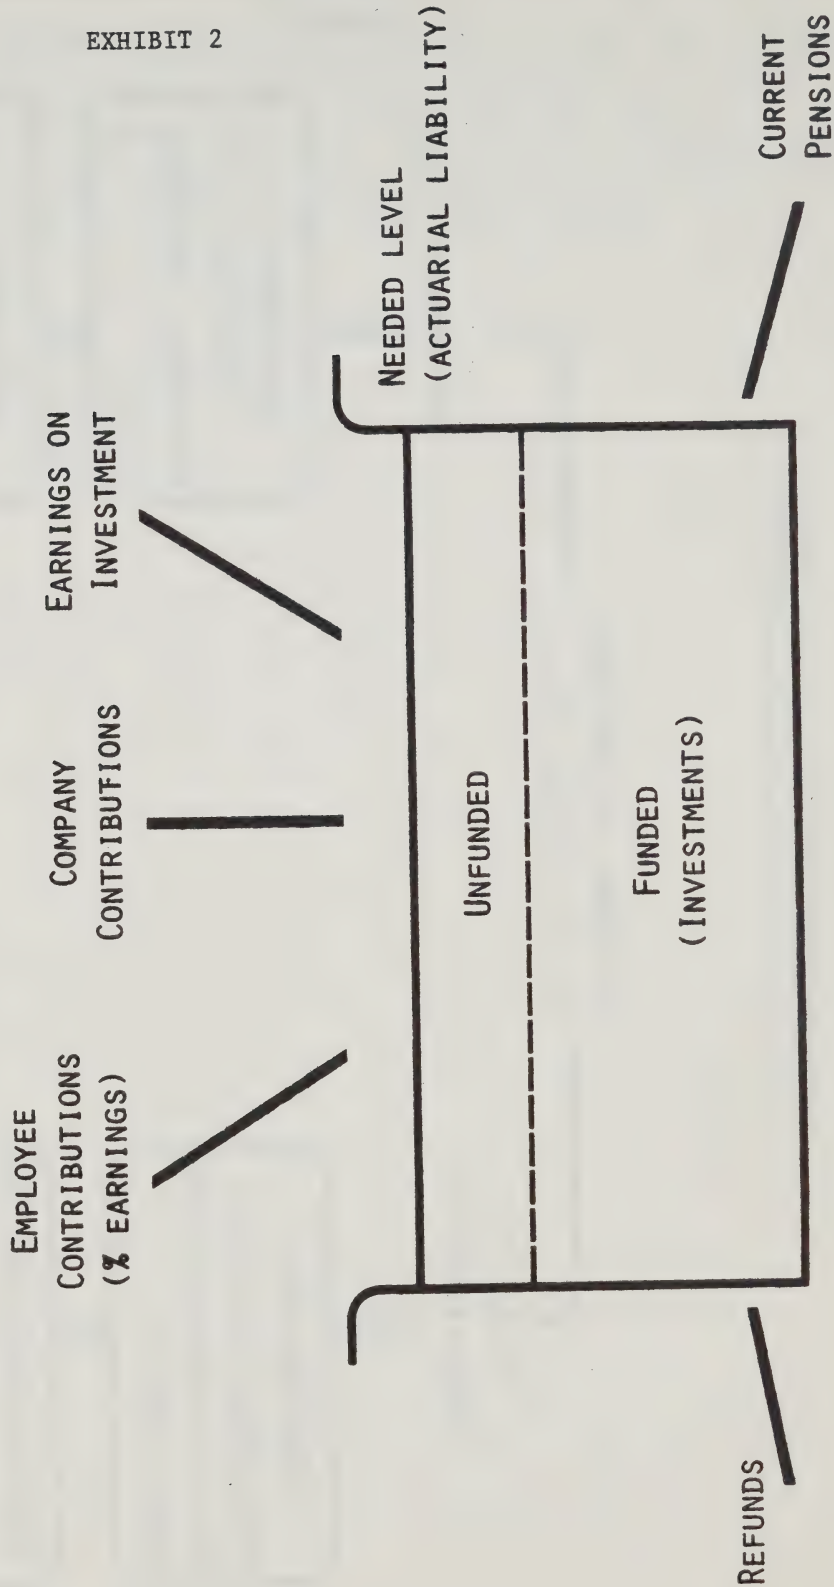 EXHIBIT 2
EMPLOYEE
CONTRIBUTIONS
(% EARNINGS)
COMPANY
CONTRIBUTIONS
EARNINGS ON
INVESTMENT
NEEDED LEVEL
(ACTUARIAL LIABILITY)
UNFUNDED
FUNDED
(INVESTMENTS)
REFUNDS
CURRENT
PENSIONS